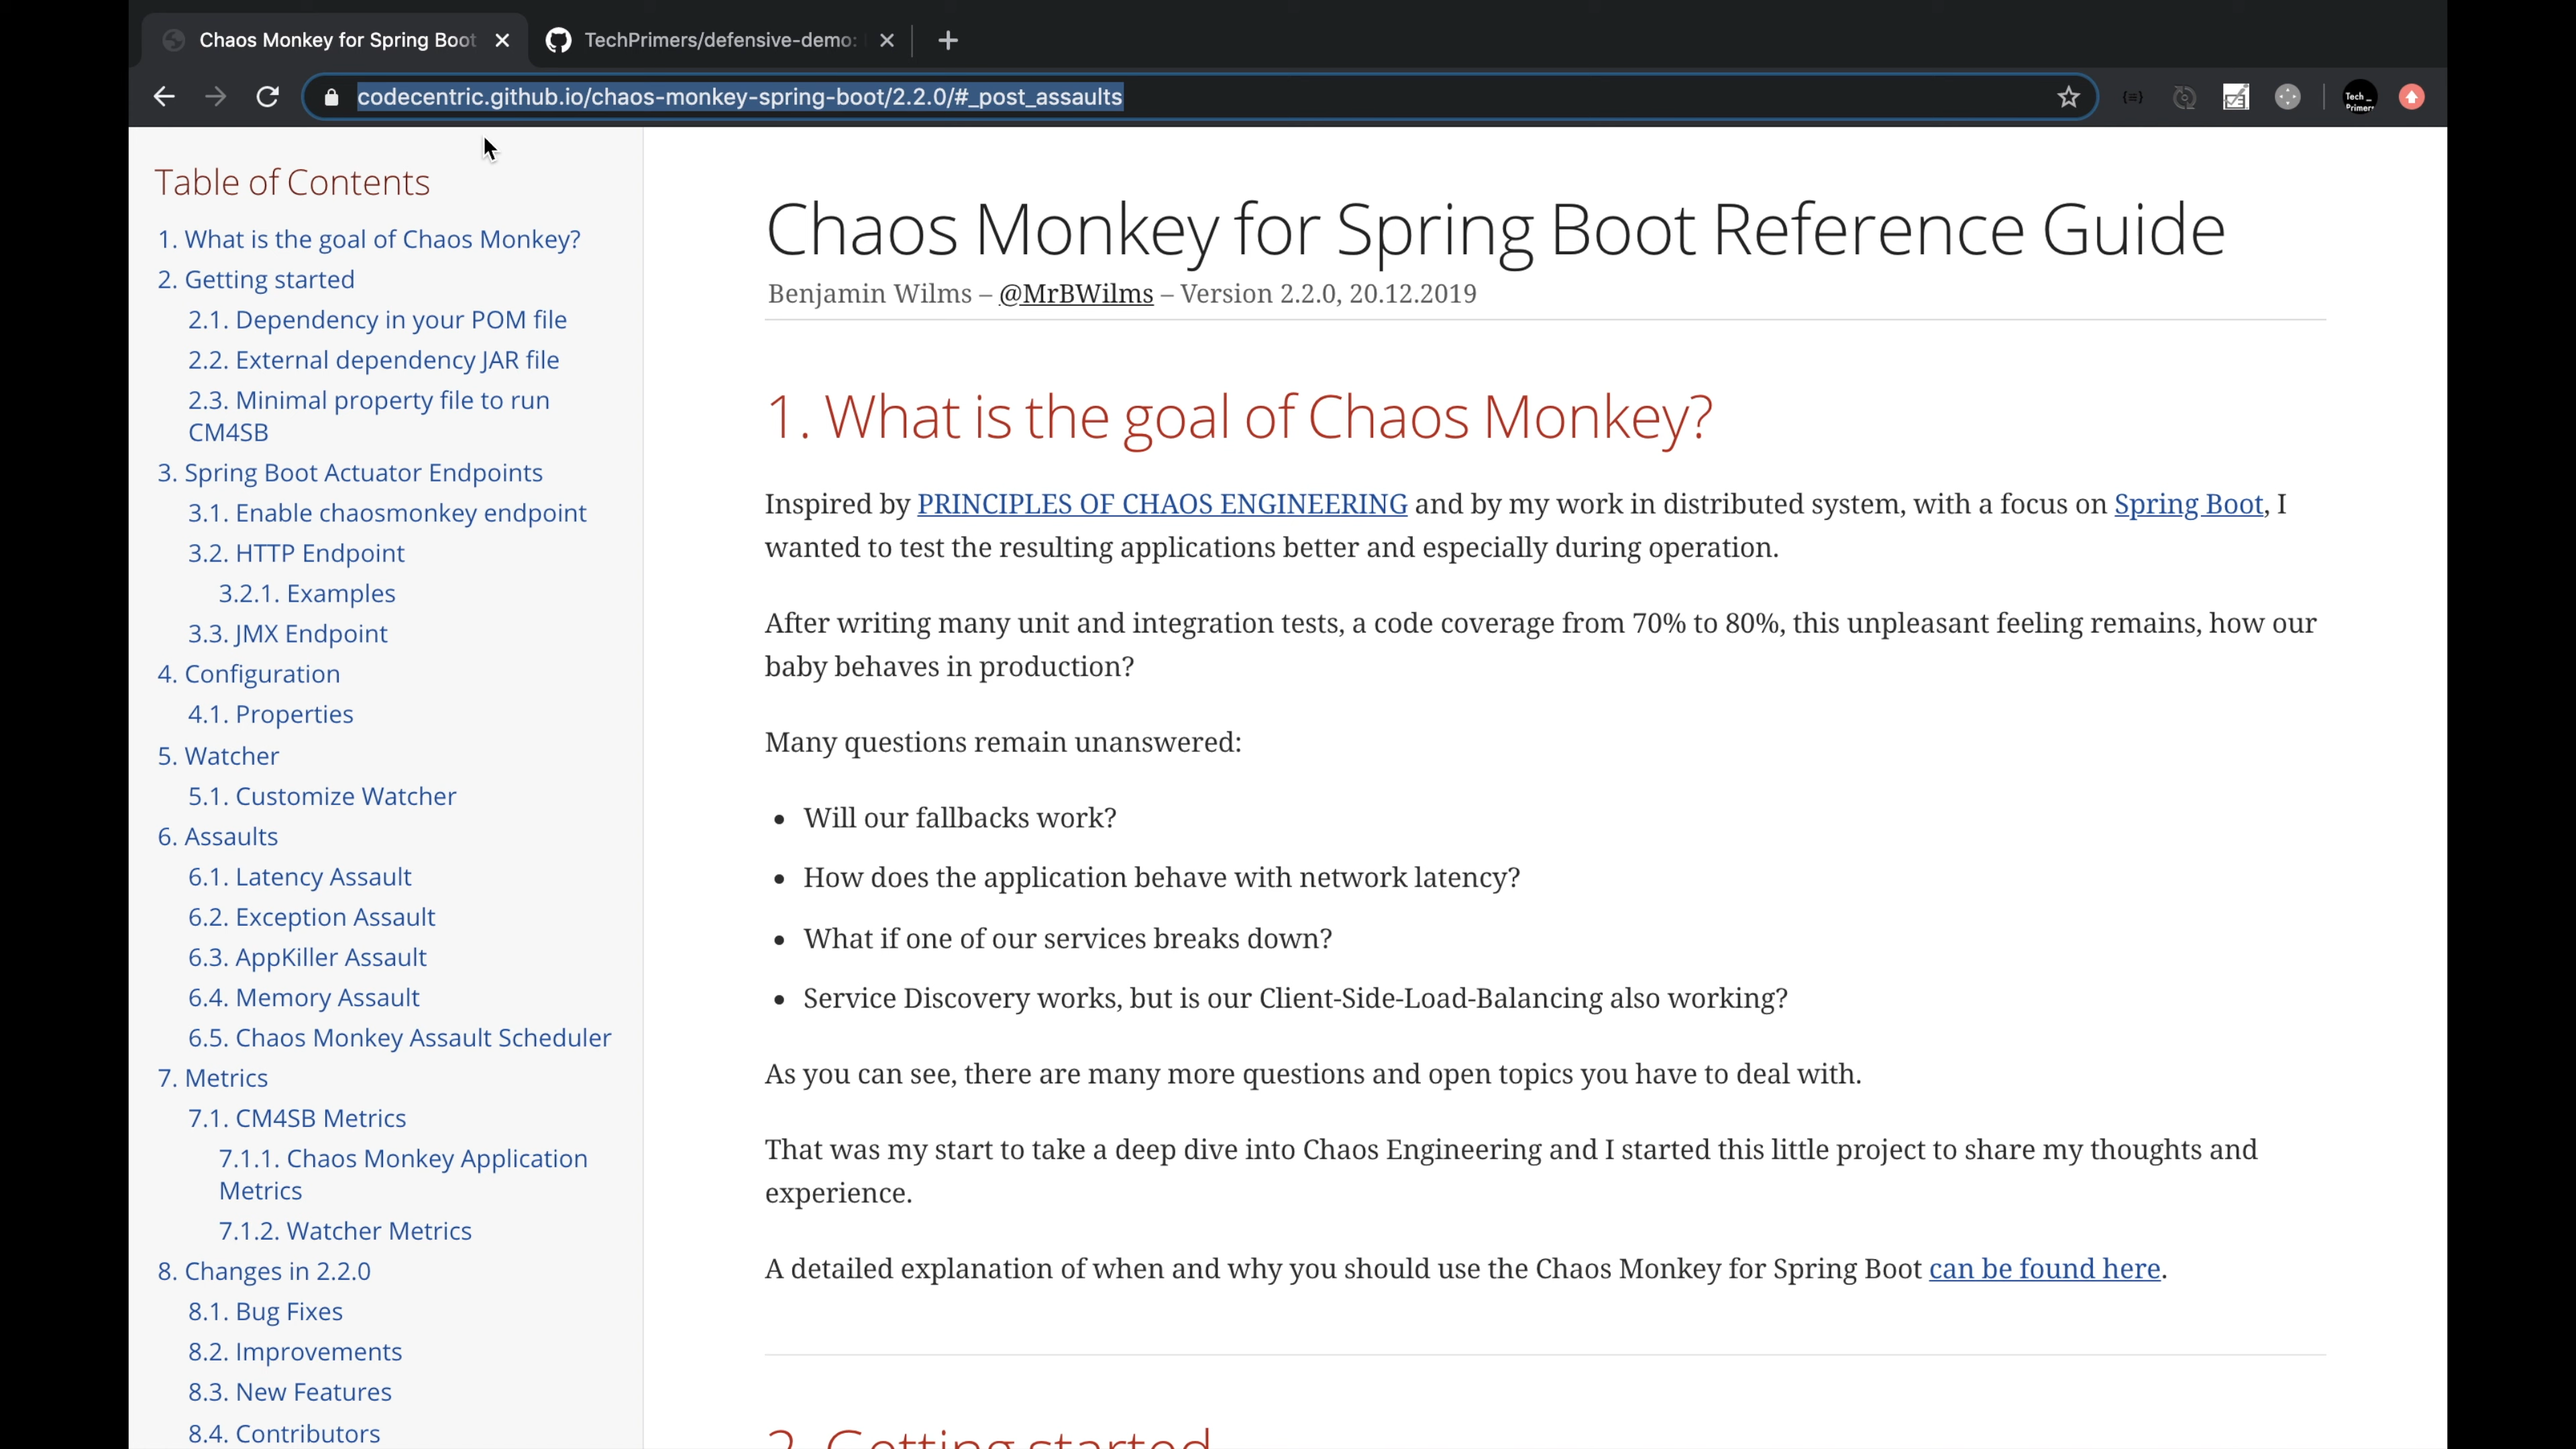 Chaos Monkey for Spring Boot
TechPrimers/defensive-demo:
codecentric.github.io/chaos-monkey-spring-boot/2.2.0/#_post_assaults
Tech_
Primers
Table of Contents
1. What is the goal of Chaos Monkey?
2. Getting started
2.1. Dependency in your POM file
2.2. External dependency JAR file
2.3. Minimal property file to run
CM4SB
3. Spring Boot Actuator Endpoints
3.1. Enable chaosmonkey endpoint
3.2. HTTP Endpoint
3.2.1. Examples
3.3. JMX Endpoint
4. Configuration
4.1. Properties
5. Watcher
5.1. Customize Watcher
6. Assaults
6.1. Latency Assault
6.2. Exception Assault
6.3. AppKiller Assault
6.4. Memory Assault
6.5. Chaos Monkey Assault Scheduler
7. Metrics
7.1. CM4SB Metrics
7.1.1. Chaos Monkey Application
Metrics
7.1.2. Watcher Metrics
8. Changes in 2.2.0
8.1. Bug Fixes
8.2. Improvements
8.3. New Features
8.4. Contributors
Chaos Monkey for Spring Boot Reference Guide
Benjamin Wilms – @MrBWilms – Version 2.2.0, 20.12.2019
1. What is the goal of Chaos Monkey?
Inspired by PRINCIPLES OF CHAOS ENGINEERING and by my work in distributed system, with a focus on Spring Boot, I
wanted to test the resulting applications better and especially during operation.
After writing many unit and integration tests, a code coverage from 70% to 80%, this unpleasant feeling remains, how our
baby behaves in production?
Many questions remain unanswered:
• Will our fallbacks work?
• How does the application behave with network latency?
• What if one of our services breaks down?
• Service Discovery works, but is our Client-Side-Load-Balancing also working?
As you can see, there are many more questions and open topics you have to deal with.
That was my start to take a deep dive into Chaos Engineering and I started this little project to share my thoughts and
experience.
A detailed explanation of when and why you should use the Chaos Monkey for Spring Boot can be found here.
2. Getting started